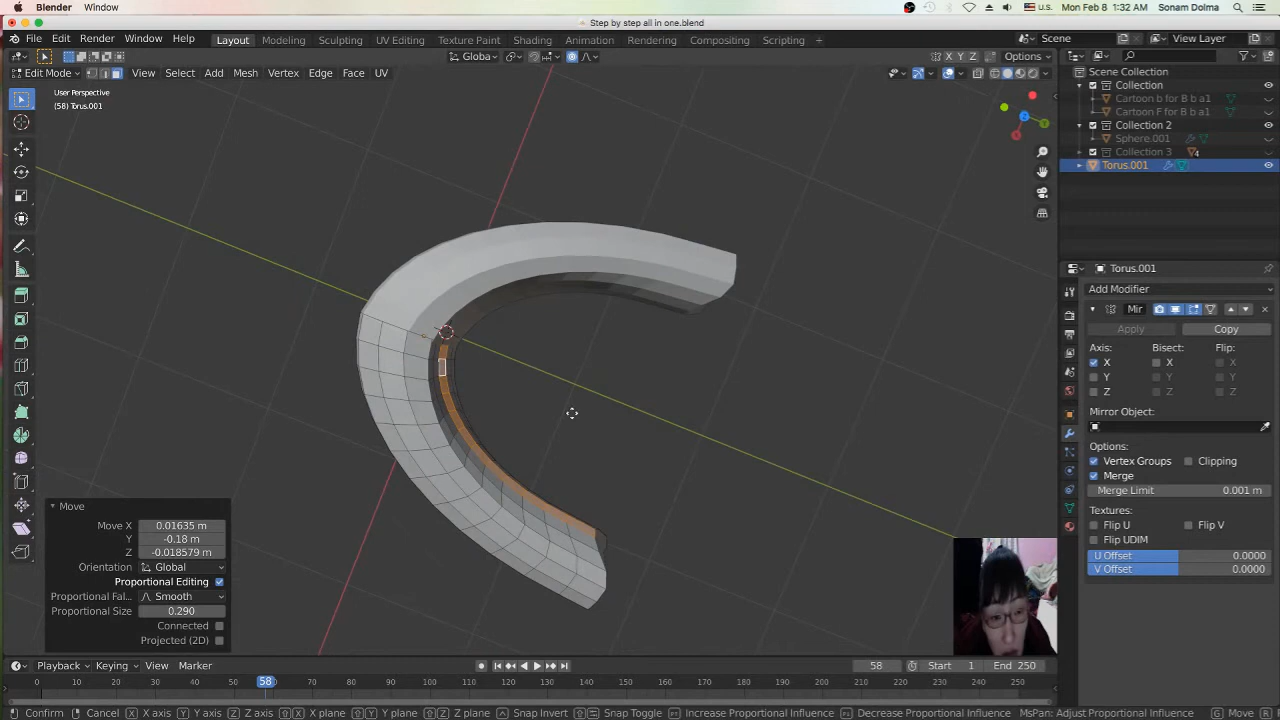 Blender Window U.S. Mon Feb 8 1:32 AM Sonam Dolma
Step by step all in one.blend
File Edit Render Window Help Layout Modeling Sculpting UV Editing Texture Paint Shading Animation Rendering Compositing Scripting + Scene View Layer
Globa X Y Z Options
Edit Mode View Select Add Mesh Vertex Edge Face UV
User Perspective
(58) Torus.001
Scene Collection
Collection
Cartoon b for B b a1
Cartoon F for B b a1
Collection 2
Sphere.001
Collection 3 4
Torus.001
Torus.001
Add Modifier
Mir
Apply Copy
Axis: Bisect: Flip:
X X X
Y Y Y
Z Z Z
Mirror Object:
Options:
Vertex Groups Clipping
Merge
Merge Limit 0.001 m
Textures:
Flip U Flip V
Flip UDIM
U Offset 0.0000
V Offset 0.0000
Move
Move X 0.01635 m
Y -0.18 m
Z -0.018579 m
Orientation Global
Proportional Editing
Proportional Fal.. Smooth
Proportional Size 0.290
Connected
Projected (2D)
Playback Keying View Marker 58 Start 1 End 250
0 10 20 30 40 50 58 70 80 90 100 110 120 130 140 150 160 170 180 190 200 210 220 230 240 250
Confirm Cancel X X axis Y Y axis Z Z axis X X plane Y Y plane Z Z plane Snap Invert Snap Toggle Increase Proportional Influence Decrease Proportional Influence MsPan: Adjust Proportional Influence G Move R